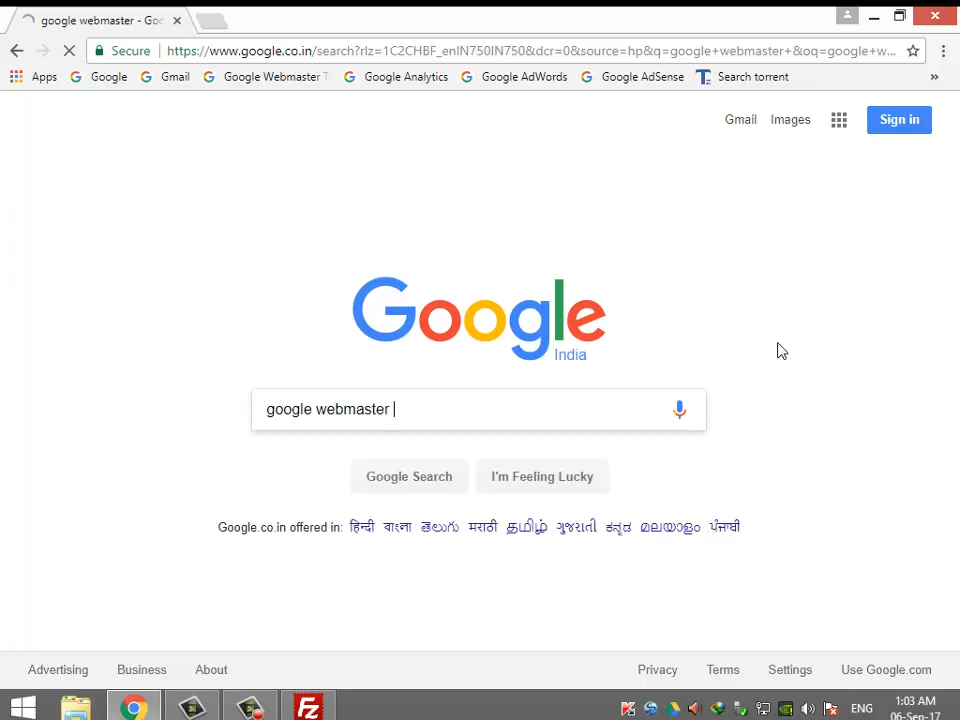 google webmaster - Goo
Secure https://www.google.co.in/search?rlz=1C2CHBF_enIN750IN750&dcr=0&source=hp&q=google+webmaster+&oq=google+w...
Apps Google Gmail Google Webmaster T Google Analytics Google AdWords Google AdSense Search torrent »
Gmail Images Sign in
Google
India
google webmaster
Google Search I'm Feeling Lucky
Google.co.in offered in: हिन्दी বাংলা తెలుగు मराठी தமிழ் ગુજરાતી ಕನ್ನಡ മലയാളം ਪੰਜਾਬੀ
Advertising Business About Privacy Terms Settings Use Google.com
Fz ENG 1:03 AM
06-Sep-17